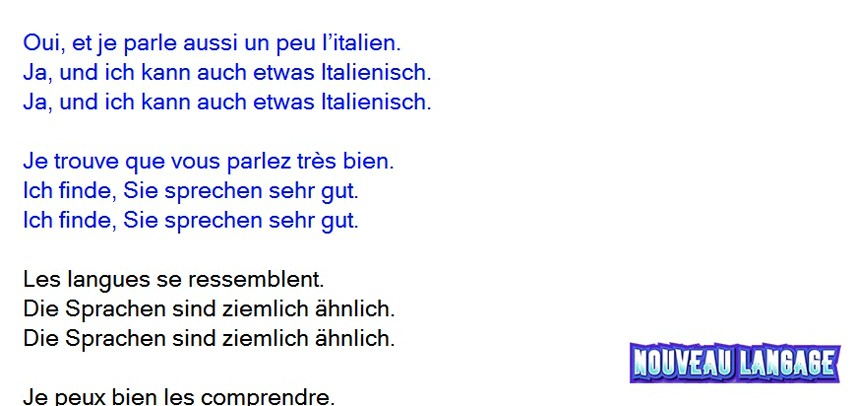 Oui, et je parle aussi un peu l’italien.
Ja, und ich kann auch etwas Italienisch.
Ja, und ich kann auch etwas Italienisch.
Je trouve que vous parlez très bien.
Ich finde, Sie sprechen sehr gut.
Ich finde, Sie sprechen sehr gut.
Les langues se ressemblent.
Die Sprachen sind ziemlich ähnlich.
Die Sprachen sind ziemlich ähnlich.
NOUVEAU LANGAGE
Je peux bien les comprendre.